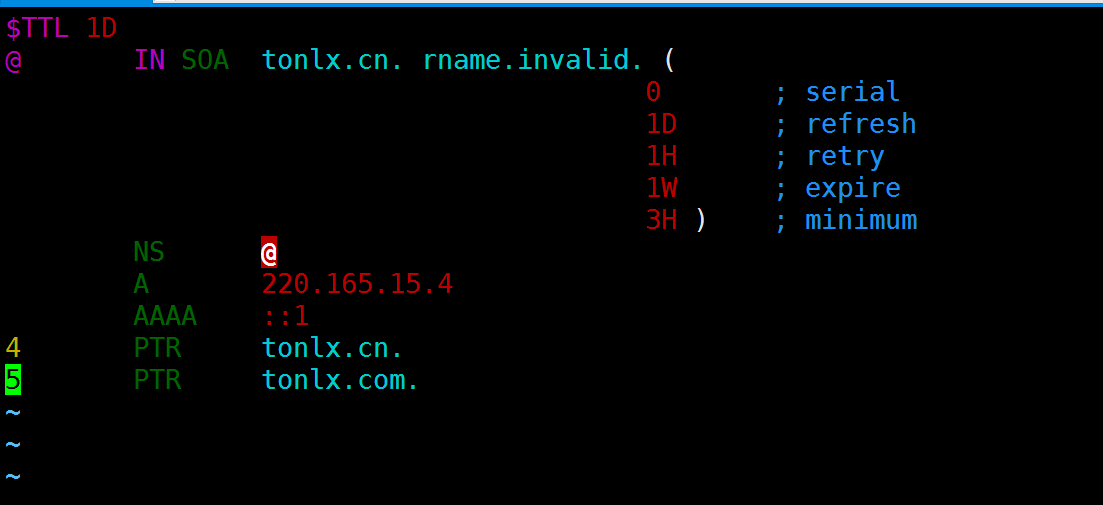 $TTL 1D
@ IN SOA tonlx.cn. rname.invalid. (
0 ; serial
1D ; refresh
1H ; retry
1W ; expire
3H ) ; minimum
NS @
A 220.165.15.4
AAAA ::1
4 PTR tonlx.cn.
5 PTR tonlx.com.
~
~
~